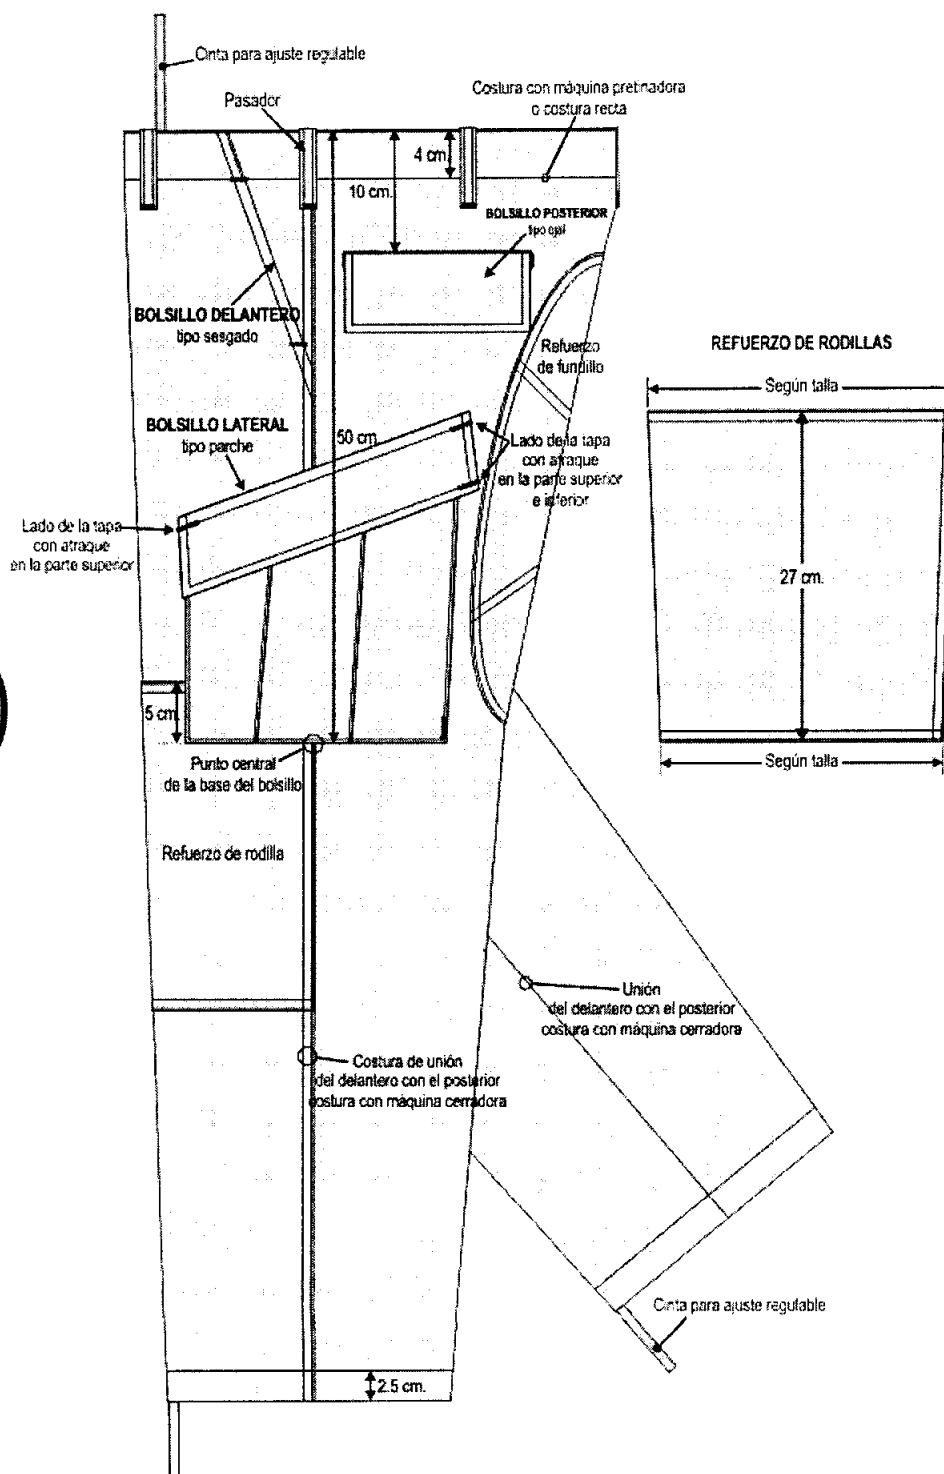 Cinta para ajuste regulable
Pasador
Costura con máquina pretinadora
o costura recta
4 cm.
10 cm.
BOLSILLO POSTERIOR
tipo ojal
BOLSILLO DELANTERO
tipo sesgado
Refuerzo
de fundillo
REFUERZO DE RODILLAS
Según talla
BOLSILLO LATERAL
tipo parche
50 cm.
Lado de la tapa
con atraque
en la parte superior
e inferior
Lado de la tapa
con atraque
en la parte superior
27 cm.
5 cm.
Punto central
de la base del bolsillo
Según talla
Refuerzo de rodilla
Unión
del delantero con el posterior
costura con máquina cerradora
Costura de unión
del delantero con el posterior
costura con máquina cerradora
Cinta para ajuste regulable
2.5 cm.